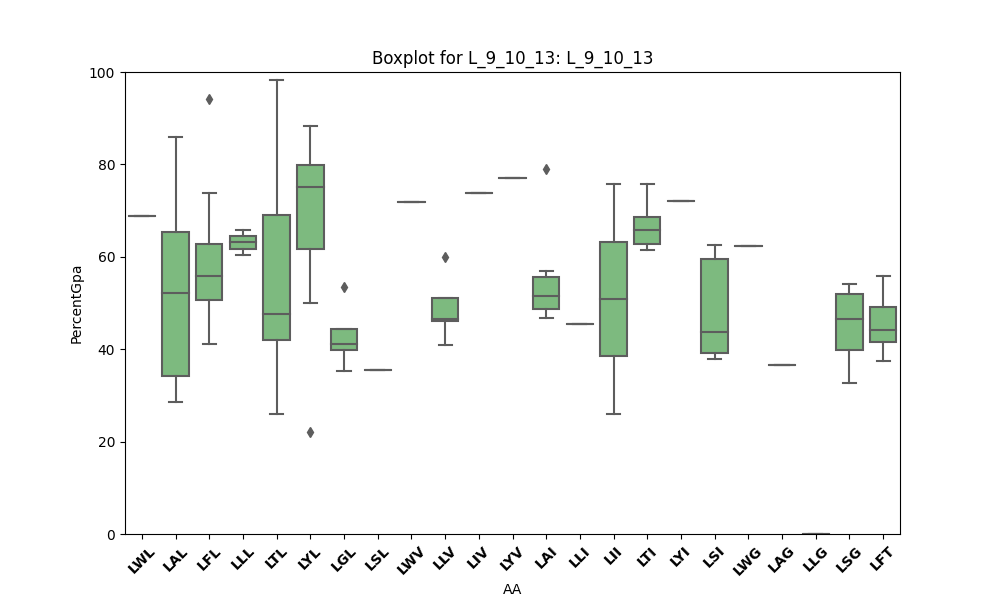 Boxplot for L_9_10_13: L_9_10_13
100
80
60
40
20
0
PercentGpa
LWL LAL LFL LLL LTL LYL LGL LSL LWV LLV LIV LYV LAI LLI LII LTI LYI LSI LWG LAG LLG LSG LFT
AA